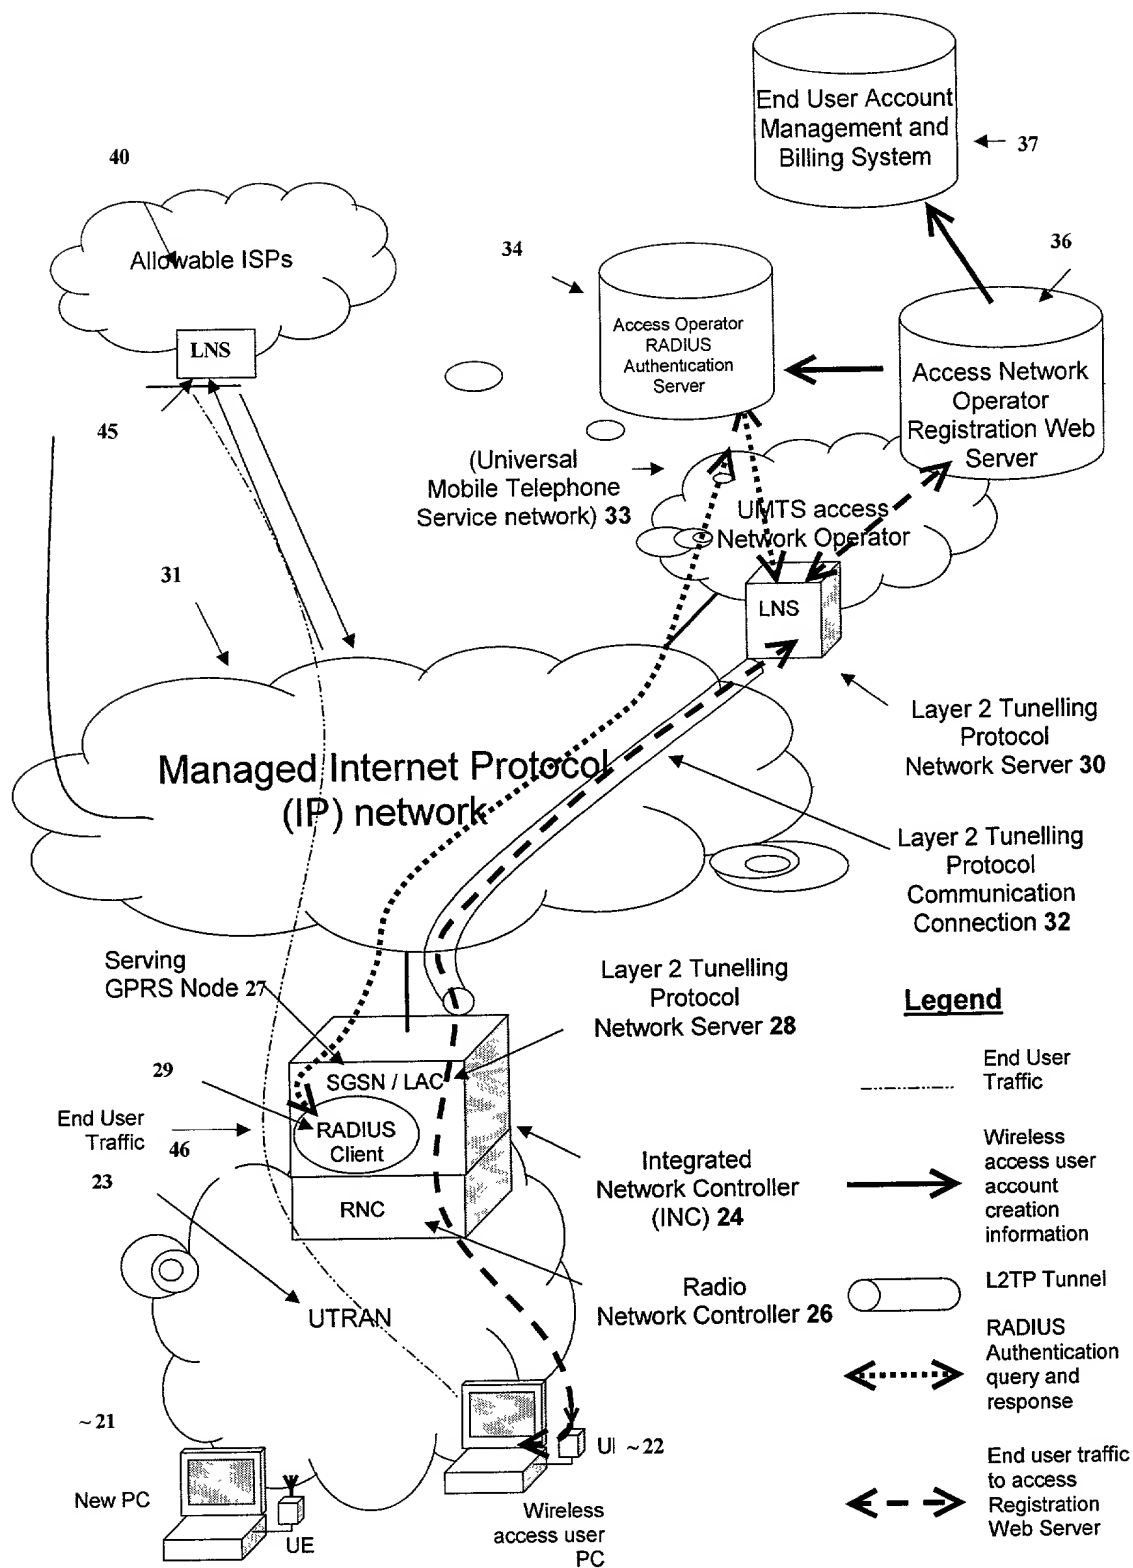 End User Account
Management and
Billing System
37
40
Allowable ISPs
34
36
LNS
Access Operator
RADIUS
Authentication
Server
Access Network
Operator
Registration Web
Server
45
(Universal
Mobile Telephone
Service network) 33
UMTS access
Network Operator
31
LNS
Layer 2 Tunelling
Protocol
Network Server 30
Managed Internet Protocol
(IP) network
Layer 2 Tunelling
Protocol
Communication
Connection 32
Serving
GPRS Node 27
Layer 2 Tunelling
Protocol
Network Server 28
Legend
29
SGSN / LAC
End User
Traffic
End User
Traffic
46
RADIUS
Client
23
Integrated
Network Controller
(INC) 24
Wireless
access user
account
creation
information
RNC
Radio
Network Controller 26
L2TP Tunnel
UTRAN
RADIUS
Authentication
query and
response
~21
UI ~22
New PC
UE
Wireless
access user
PC
End user traffic
to access
Registration
Web Server